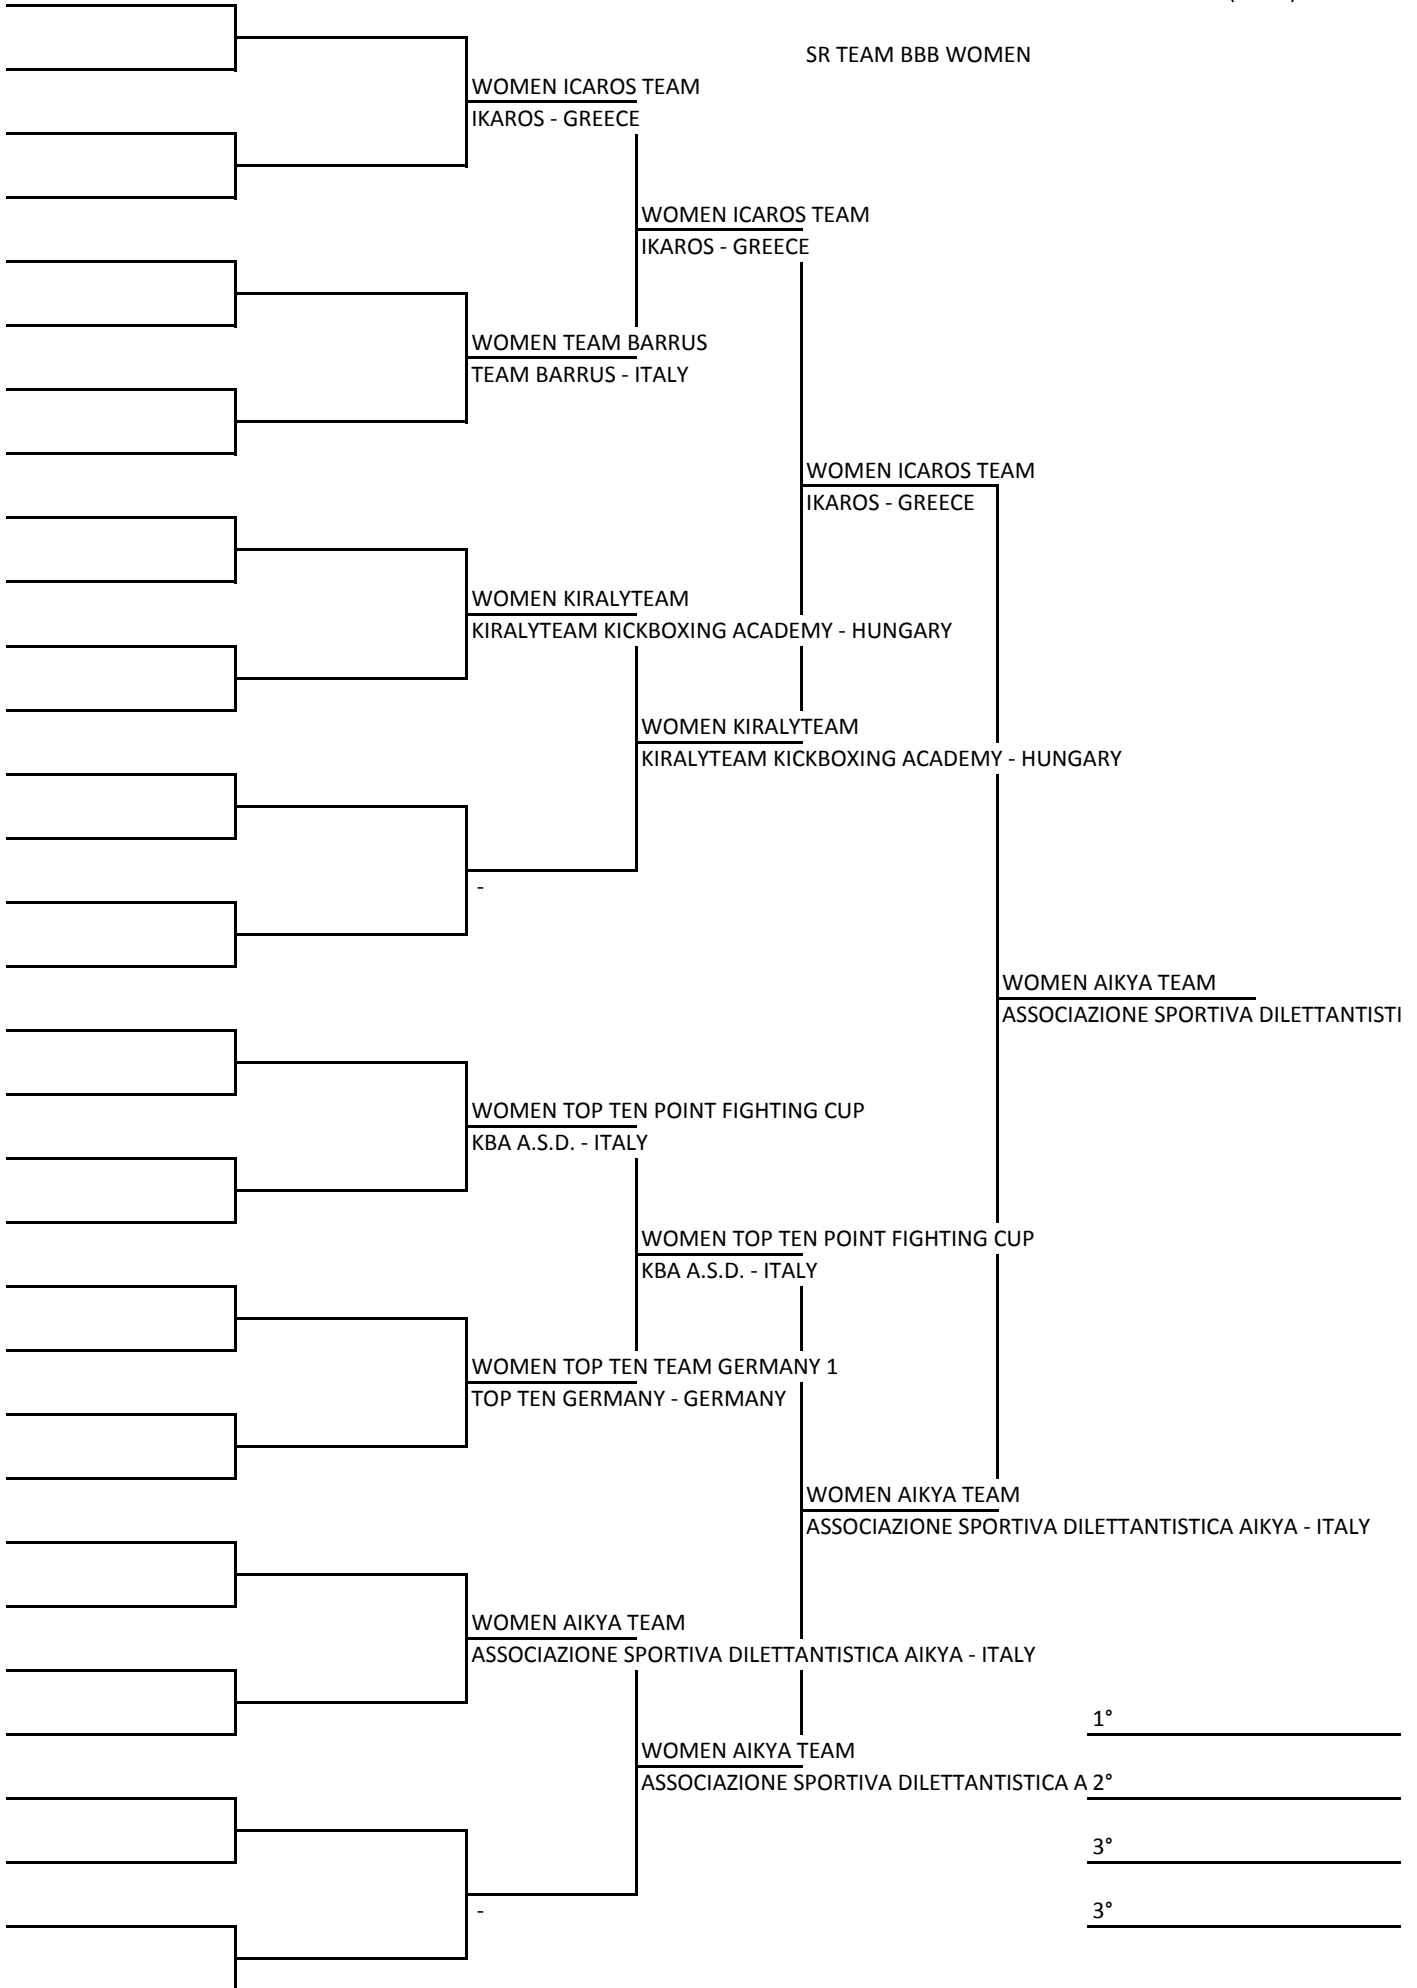 SR TEAM BBB WOMEN
WOMEN ICAROS TEAM
IKAROS - GREECE
WOMEN ICAROS TEAM
IKAROS - GREECE
WOMEN TEAM BARRUS
TEAM BARRUS - ITALY
WOMEN ICAROS TEAM
IKAROS - GREECE
WOMEN KIRALYTEAM
KIRALYTEAM KICKBOXING ACADEMY - HUNGARY
WOMEN KIRALYTEAM
KIRALYTEAM KICKBOXING ACADEMY - HUNGARY
-
WOMEN AIKYA TEAM
ASSOCIAZIONE SPORTIVA DILETTANTISTI
WOMEN TOP TEN POINT FIGHTING CUP
KBA A.S.D. - ITALY
WOMEN TOP TEN POINT FIGHTING CUP
KBA A.S.D. - ITALY
WOMEN TOP TEN TEAM GERMANY 1
TOP TEN GERMANY - GERMANY
WOMEN AIKYA TEAM
ASSOCIAZIONE SPORTIVA DILETTANTISTICA AIKYA - ITALY
WOMEN AIKYA TEAM
ASSOCIAZIONE SPORTIVA DILETTANTISTICA AIKYA - ITALY
1°
WOMEN AIKYA TEAM
ASSOCIAZIONE SPORTIVA DILETTANTISTICA A 2°
3°
-
3°